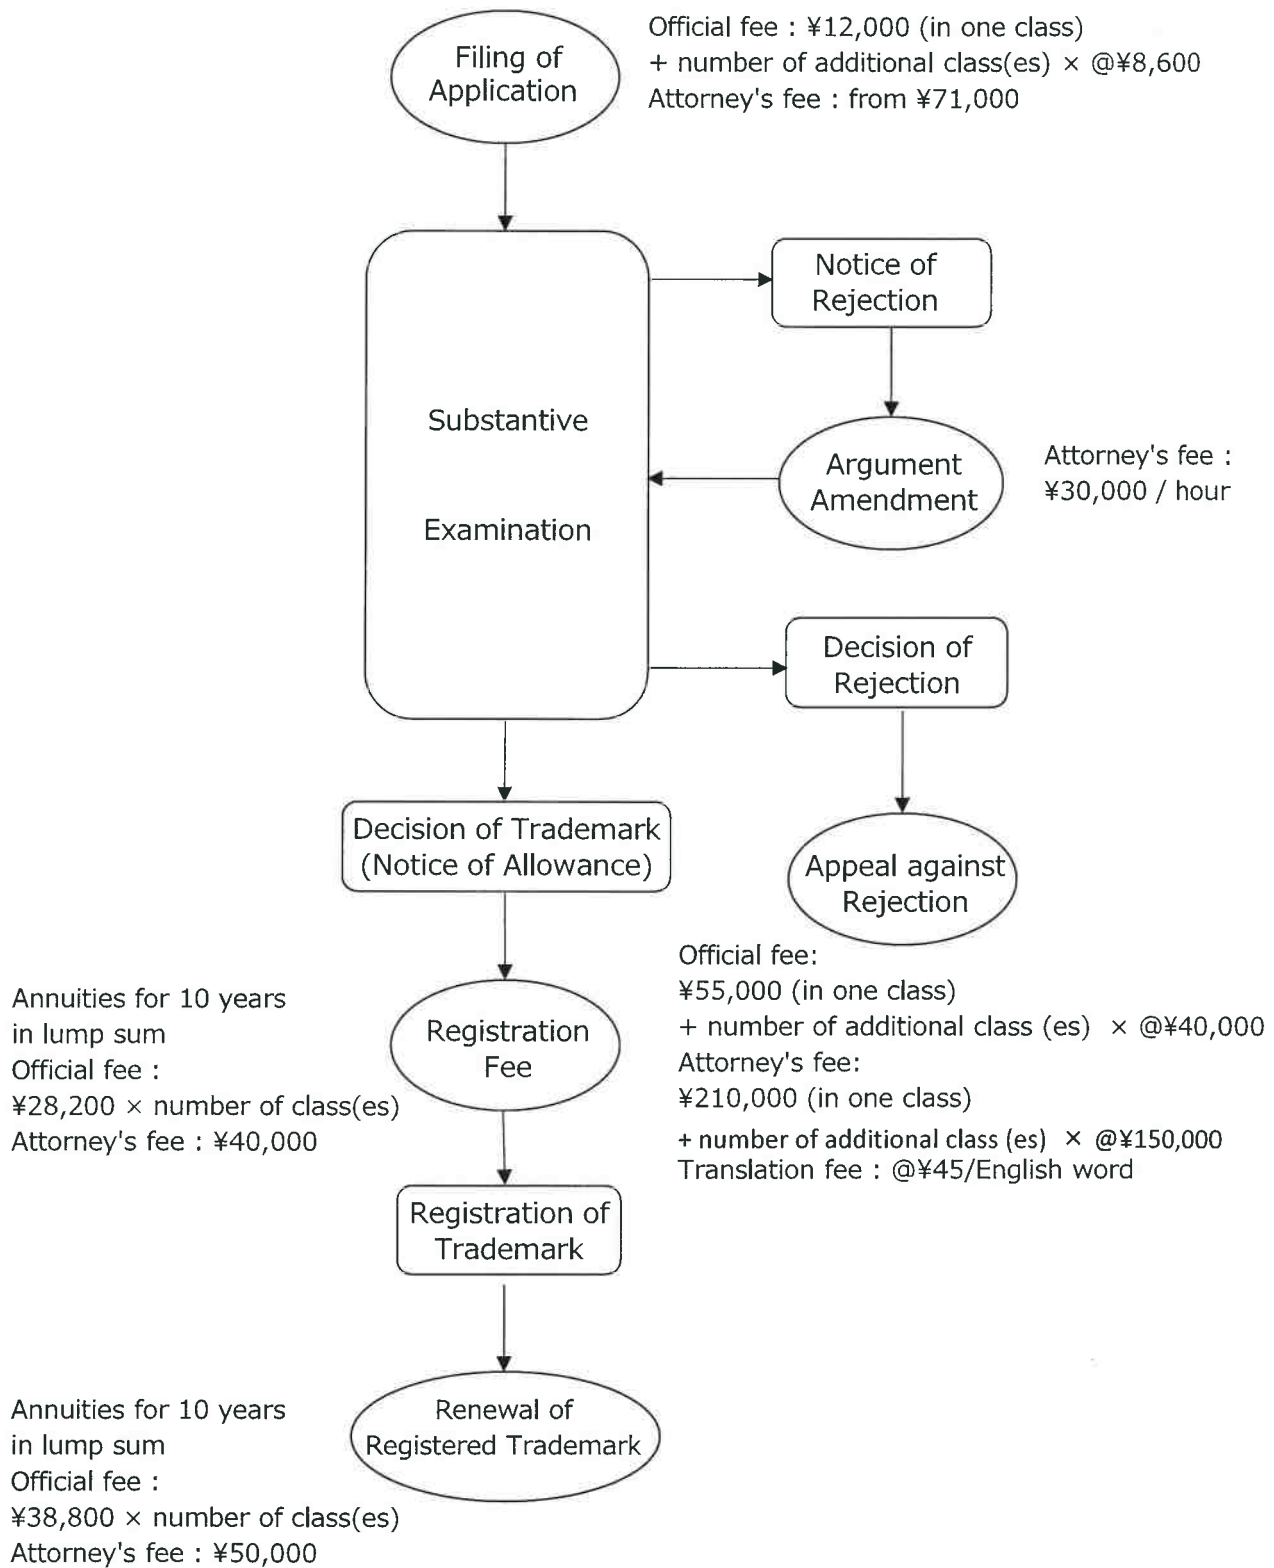 Filing of
Application
Official fee : ¥12,000 (in one class)
+ number of additional class(es) × @¥8,600
Attorney's fee : from ¥71,000
Notice of
Rejection
Substantive
Examination
Argument
Amendment
Attorney's fee :
¥30,000 / hour
Decision of
Rejection
Decision of Trademark
(Notice of Allowance)
Appeal against
Rejection
Official fee:
¥55,000 (in one class)
+ number of additional class (es) × @¥40,000
Attorney's fee:
¥210,000 (in one class)
+ number of additional class (es) × @¥150,000
Translation fee : @¥45/English word
Annuities for 10 years
in lump sum
Official fee :
¥28,200 × number of class(es)
Attorney's fee : ¥40,000
Registration
Fee
Registration of
Trademark
Annuities for 10 years
in lump sum
Official fee :
¥38,800 × number of class(es)
Attorney's fee : ¥50,000
Renewal of
Registered Trademark